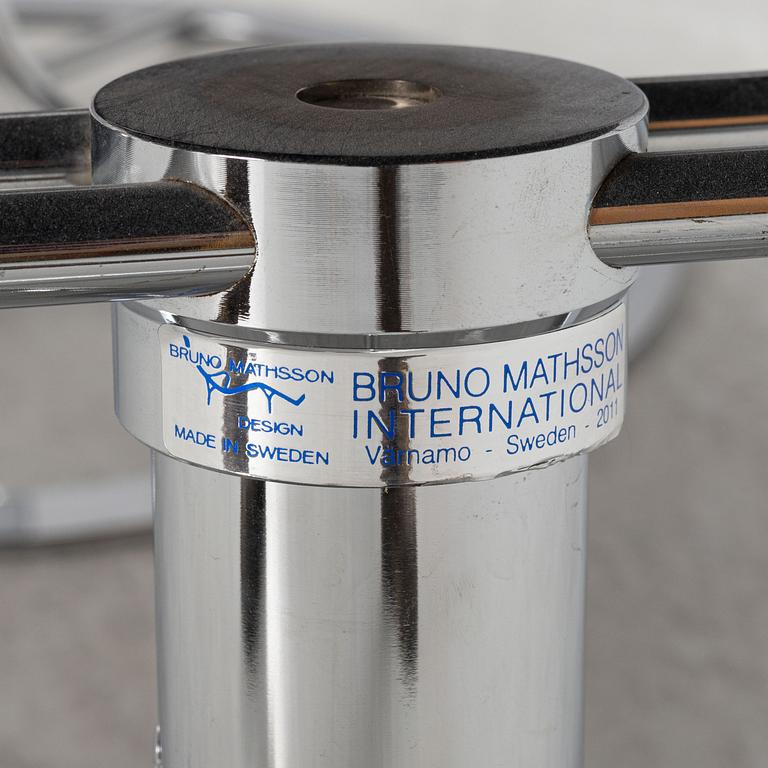 BRUNO MATHSSON
DESIGN
MADE IN SWEDEN
BRUNO MATHSSON
INTERNATIONAL
Värnamo - Sweden - 2011